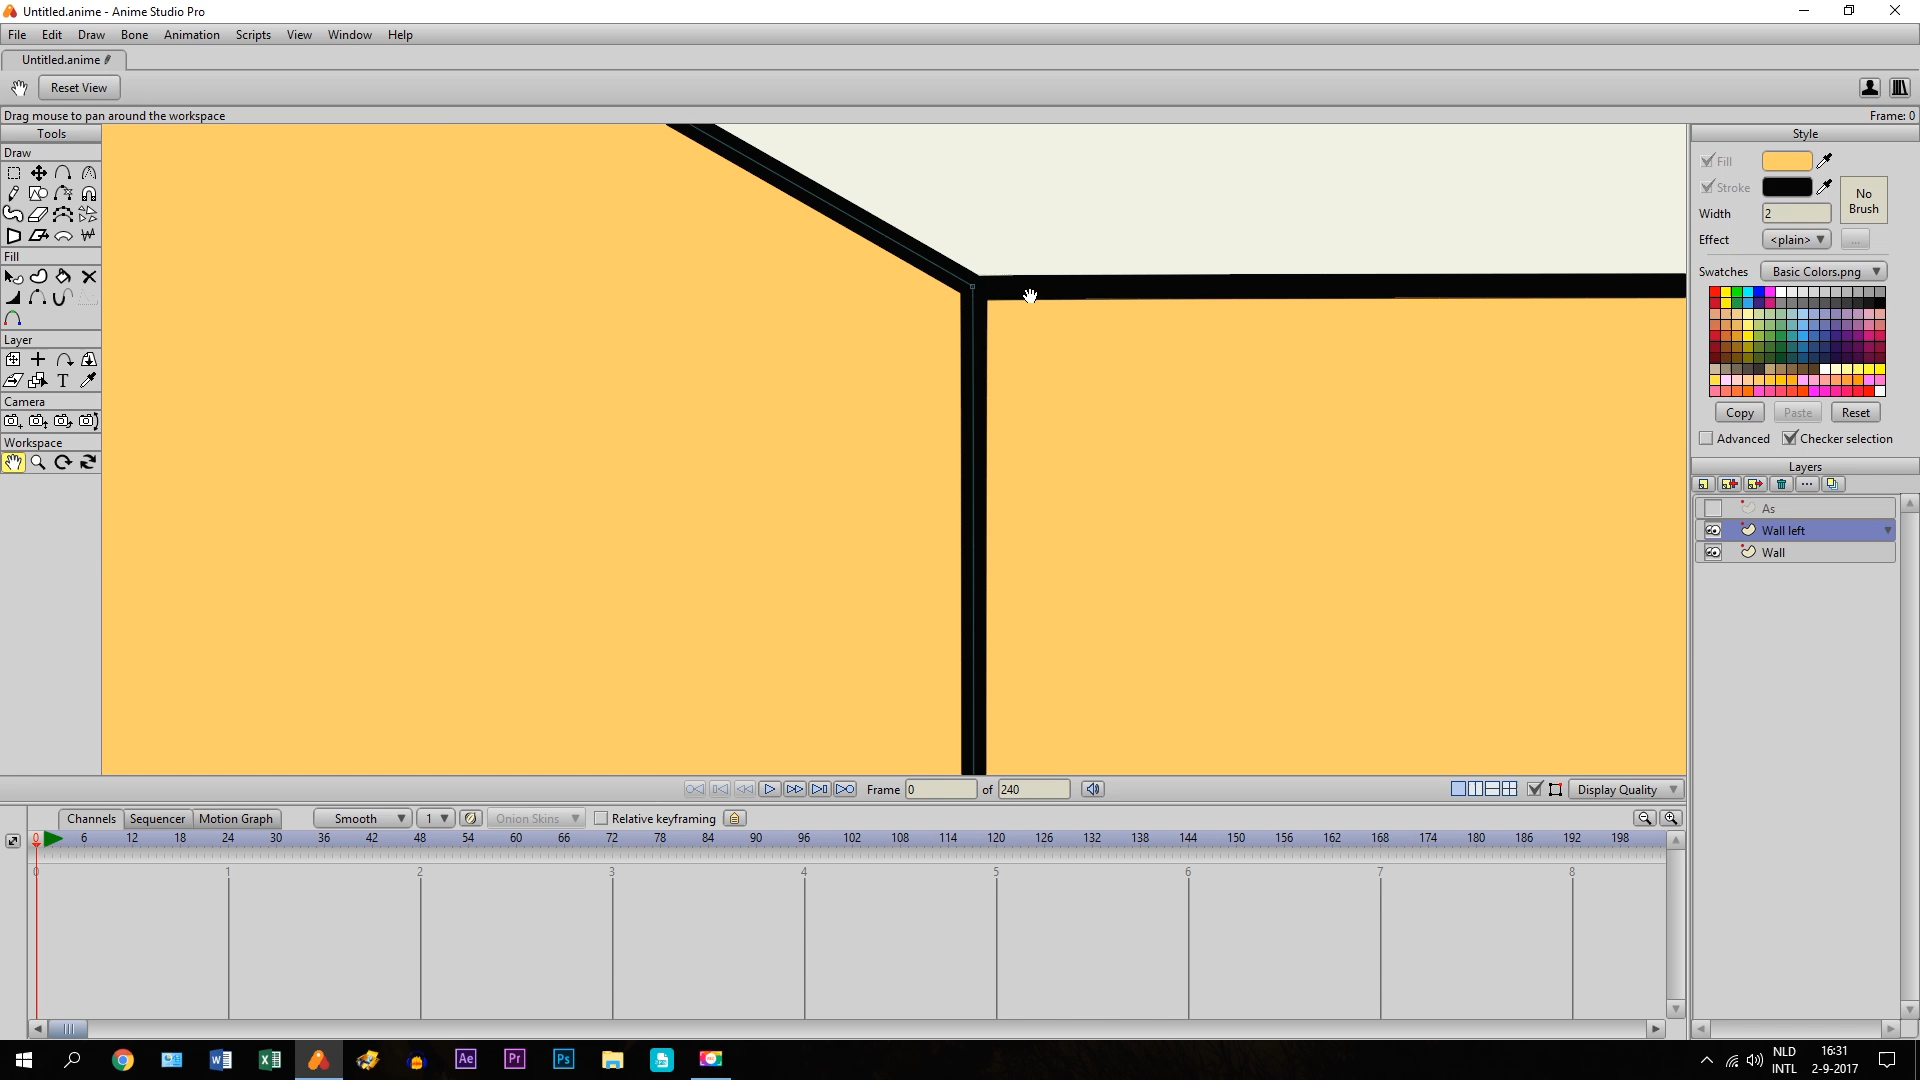 Untitled.anime - Anime Studio Pro
File Edit Draw Bone Animation Scripts View Window Help
Untitled.anime
Reset View
Drag mouse to pan around the workspace Frame: 0
Tools
Draw
Fill
Layer
Camera
Workspace
Style
Fill
Stroke
No Brush
Width 2
Effect <plain> ...
Swatches Basic Colors.png
Copy Paste Reset
Advanced Checker selection
Layers
As
Wall left
Wall
Frame 0 of 240 Display Quality
Channels Sequencer Motion Graph Smooth 1 Onion Skins Relative keyframing
0 6 12 18 24 30 36 42 48 54 60 66 72 78 84 90 96 102 108 114 120 126 132 138 144 150 156 162 168 174 180 186 192 198
0 1 2 3 4 5 6 7 8
Ae Pr Ps
NLD
INTL
16:31
2-9-2017